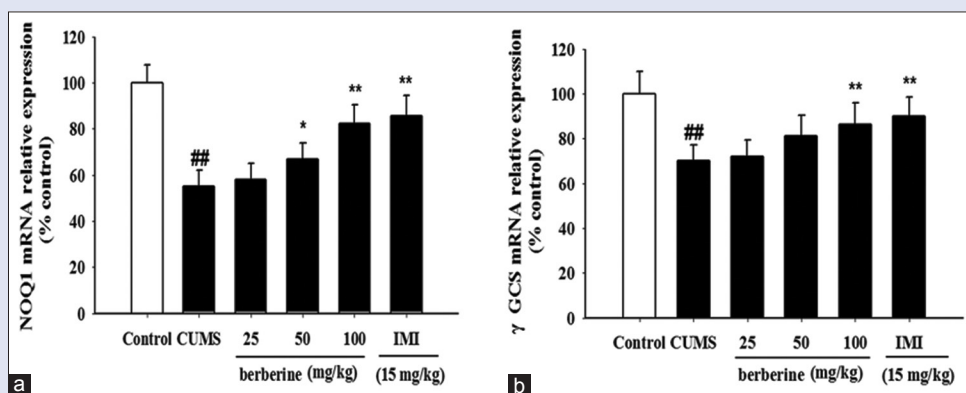 NOQ1 mRNA relative expression
(% control)
120
100
80
60
40
20
0
##
*
**
**
Control CUMS 25 50 100 IMI
berberine (mg/kg) (15 mg/kg)
a
γ GCS mRNA relative expression
(% control)
120
100
80
60
40
20
0
##
**
**
Control CUMS 25 50 100 IMI
berberine (mg/kg) (15 mg/kg)
b